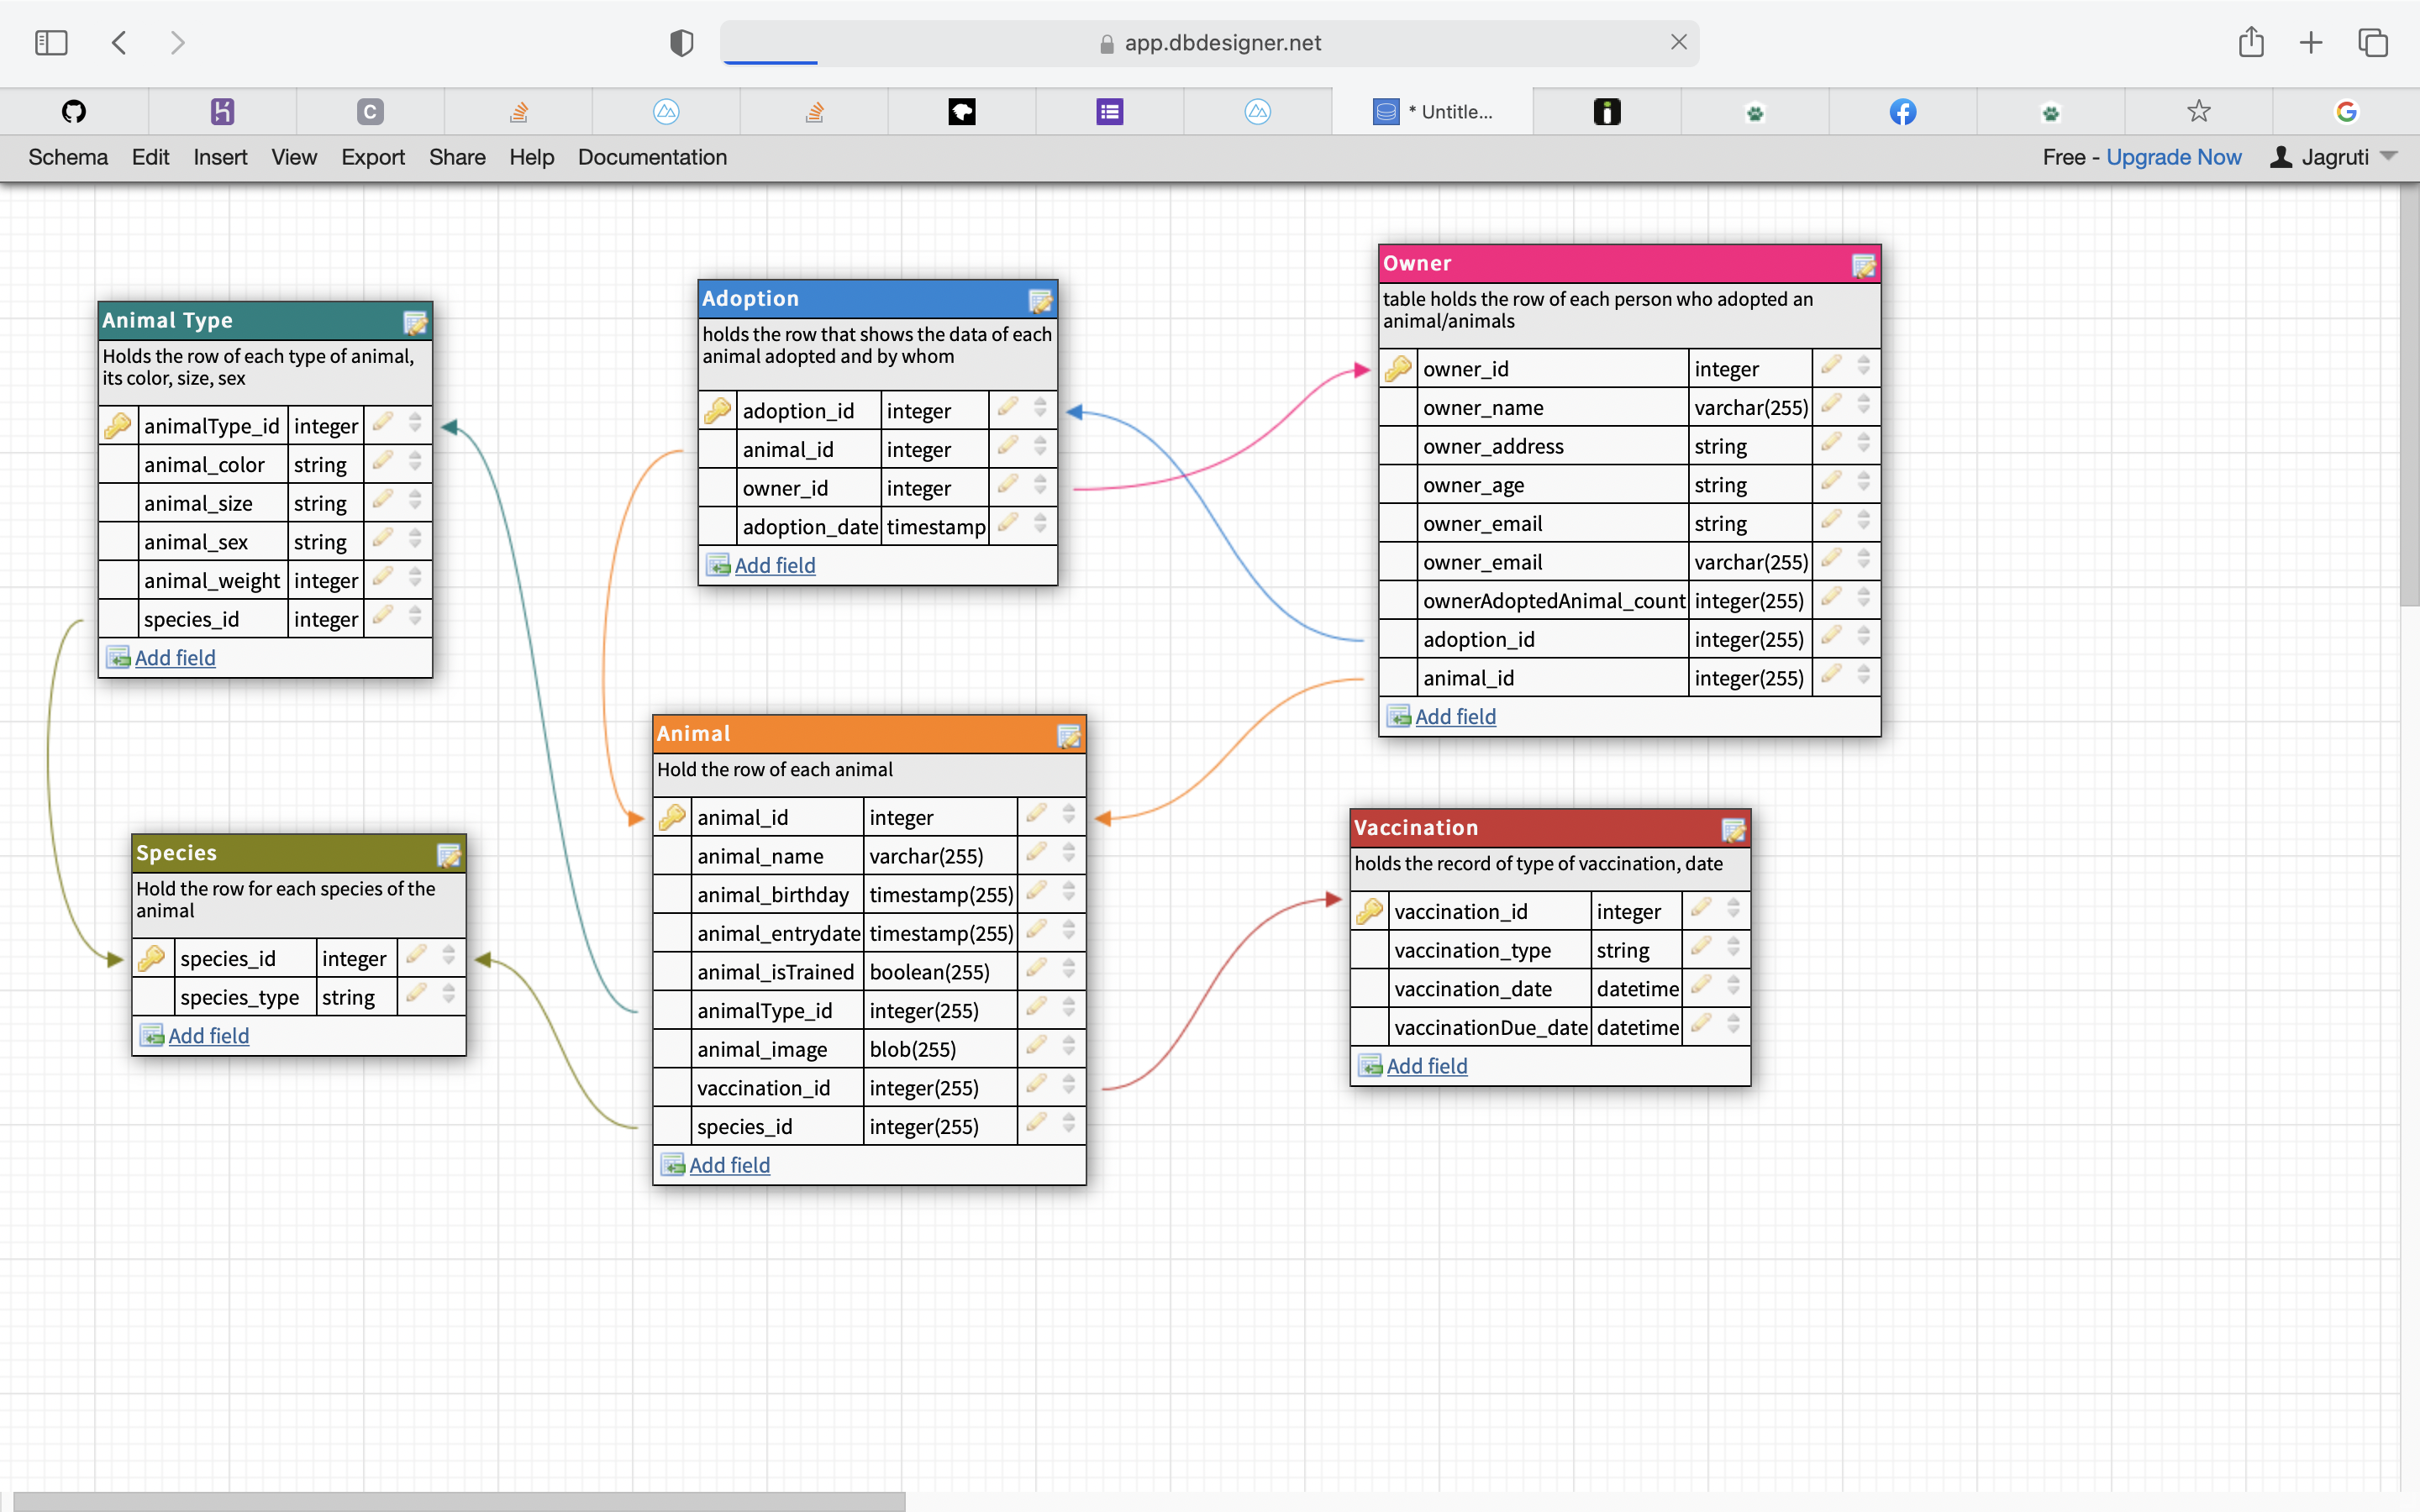 app.dbdesigner.net
C
* Untitle...
Schema Edit Insert View Export Share Help Documentation
Free - Upgrade Now Jagruti
Animal Type
Holds the row of each type of animal,
its color, size, sex
animalType_id integer
animal_color string
animal_size string
animal_sex string
animal_weight integer
species_id integer
Add field
Adoption
holds the row that shows the data of each
animal adopted and by whom
adoption_id integer
animal_id integer
owner_id integer
adoption_date timestamp
Add field
Owner
table holds the row of each person who adopted an
animal/animals
owner_id integer
owner_name varchar(255)
owner_address string
owner_age string
owner_email string
owner_email varchar(255)
ownerAdoptedAnimal_count integer(255)
adoption_id integer(255)
animal_id integer(255)
Add field
Species
Hold the row for each species of the
animal
species_id integer
species_type string
Add field
Animal
Hold the row of each animal
animal_id integer
animal_name varchar(255)
animal_birthday timestamp(255)
animal_entrydate timestamp(255)
animal_isTrained boolean(255)
animalType_id integer(255)
animal_image blob(255)
vaccination_id integer(255)
species_id integer(255)
Add field
Vaccination
holds the record of type of vaccination, date
vaccination_id integer
vaccination_type string
vaccination_date datetime
vaccinationDue_date datetime
Add field